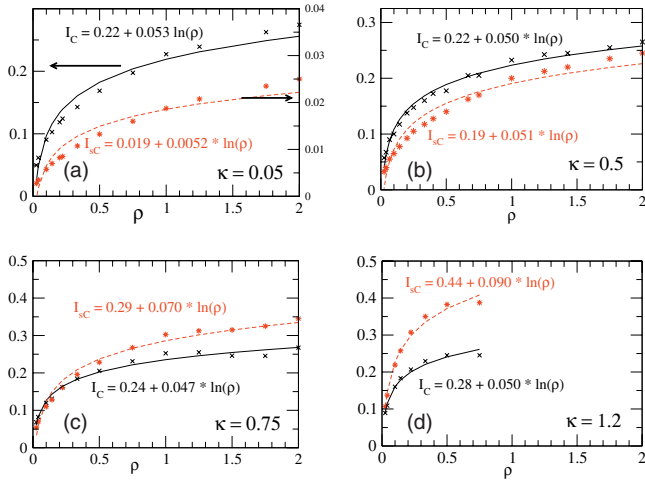 I_C = 0.22 + 0.053 ln(ρ)
0.04
0.03
0.02
0.01
0
0.2
0.1
0
I_sC = 0.019 + 0.0052 * ln(ρ)
(a)
κ = 0.05
0 0.5 1 1.5 2
ρ
0.3
0.2
0.1
0
I_C = 0.22 + 0.050 * ln(ρ)
I_sC = 0.19 + 0.051 * ln(ρ)
(b)
κ = 0.5
0 0.5 1 1.5 2
ρ
0.5
0.4
0.3
0.2
0.1
0
I_sC = 0.29 + 0.070 * ln(ρ)
I_C = 0.24 + 0.047 * ln(ρ)
(c)
κ = 0.75
0 0.5 1 1.5 2
ρ
0.5
0.4
0.3
0.2
0.1
0
I_sC = 0.44 + 0.090 * ln(ρ)
I_C = 0.28 + 0.050 * ln(ρ)
(d)
κ = 1.2
0 0.5 1 1.5 2
ρ